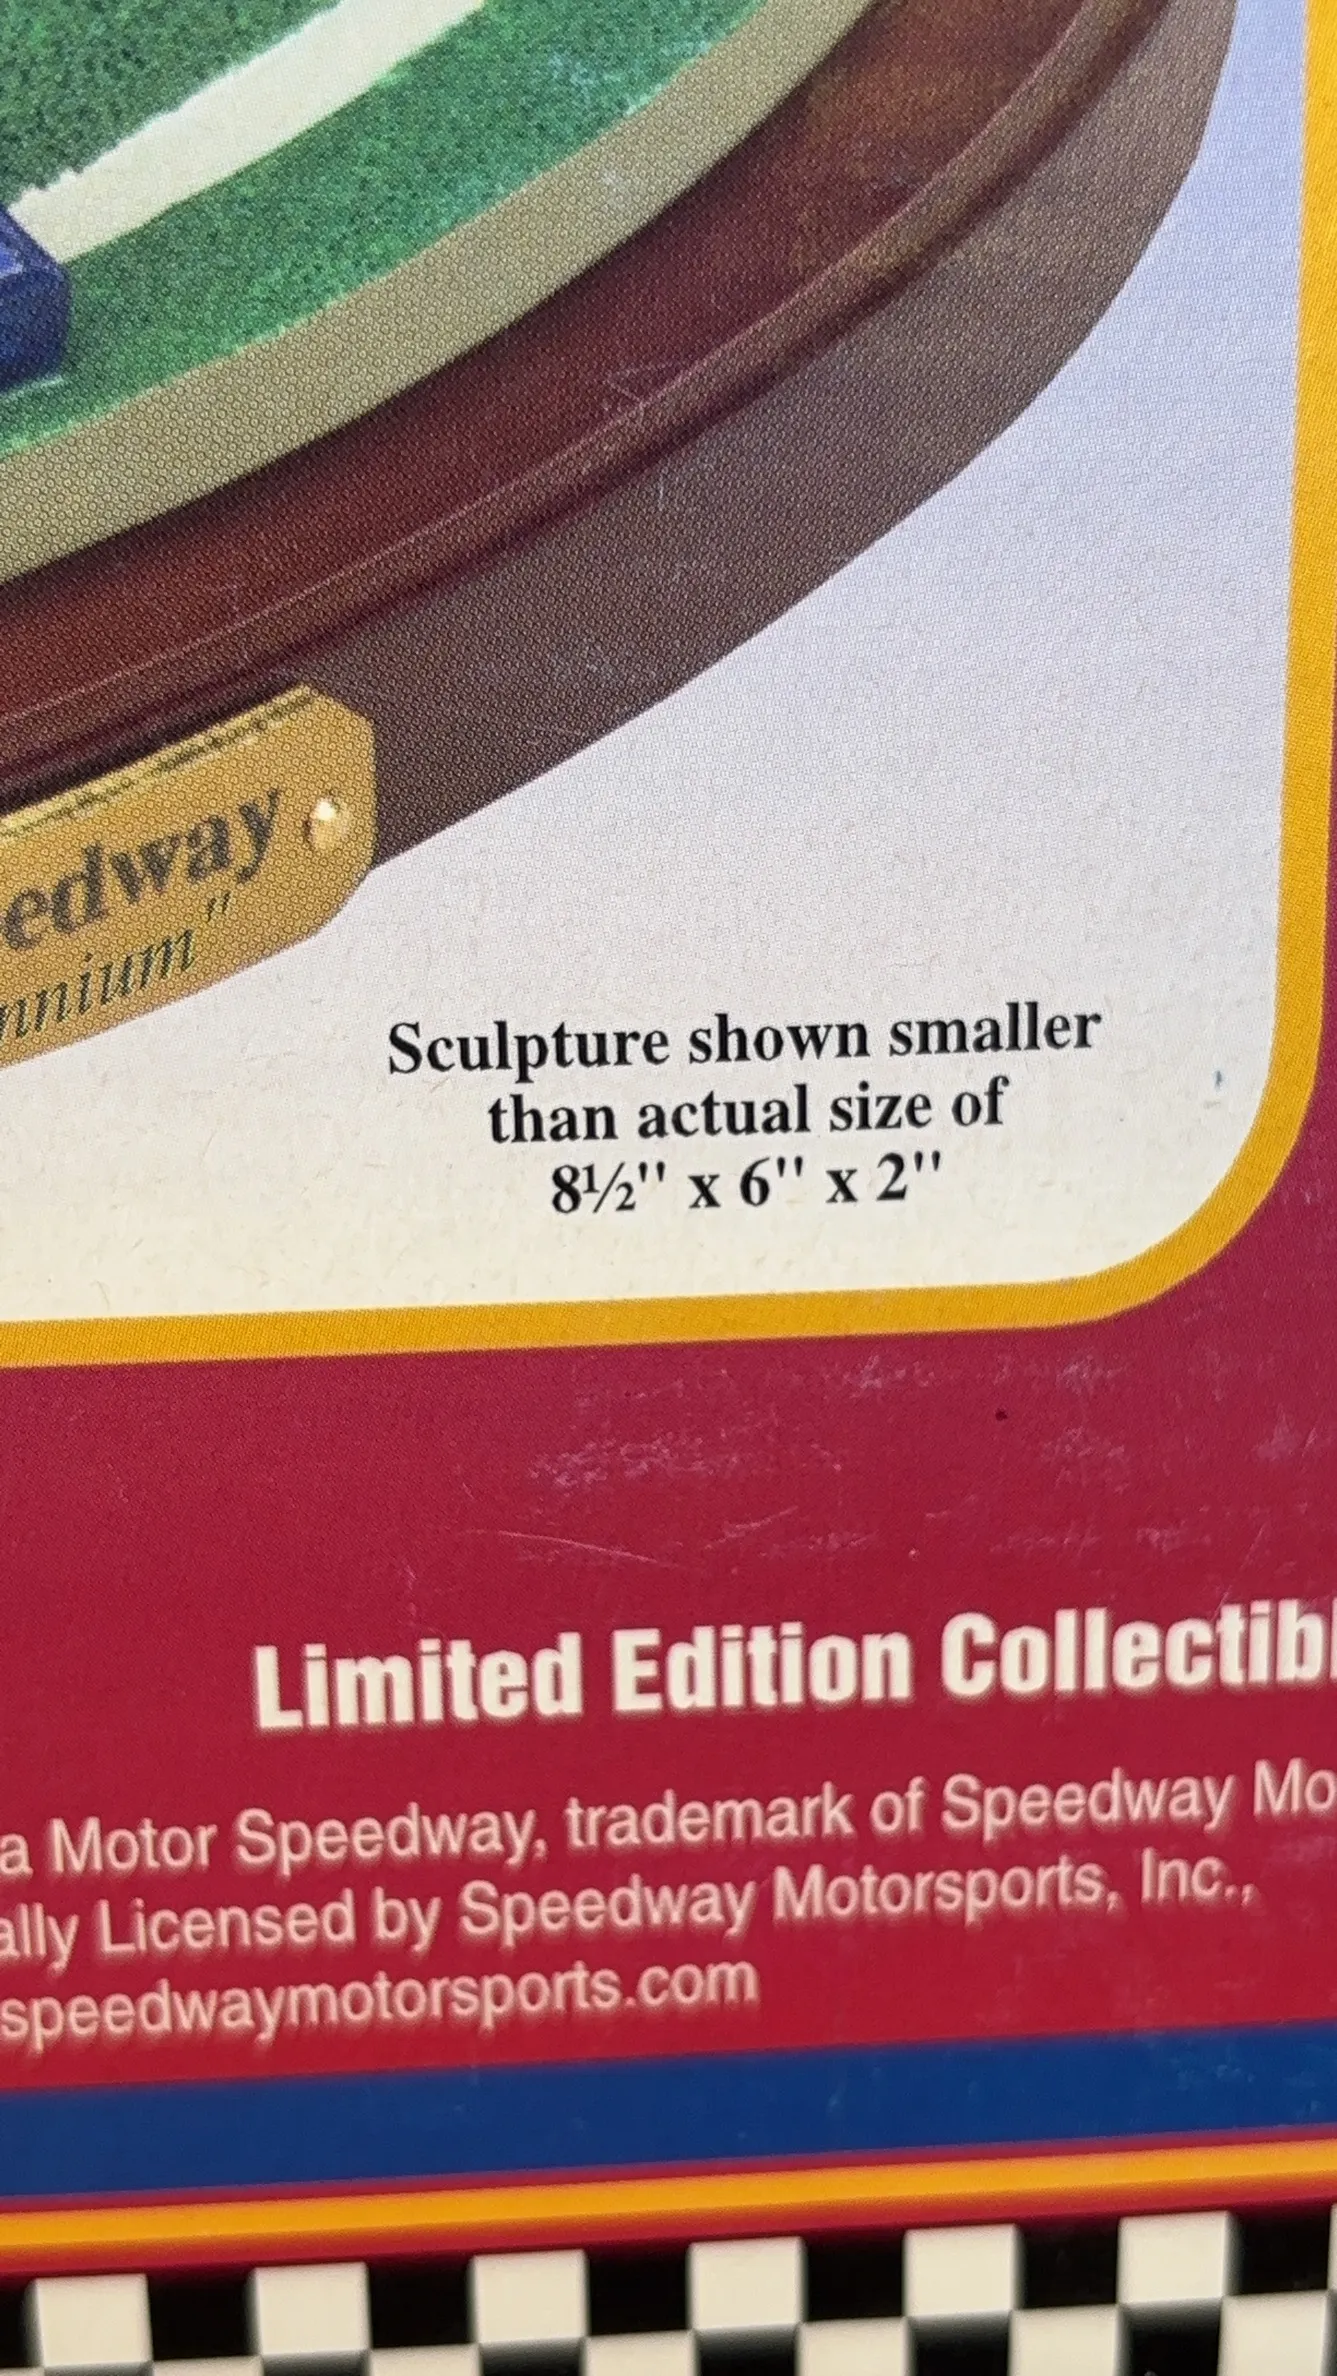 edway
nnium"
Sculpture shown smaller
than actual size of
8½" x 6" x 2"
Limited Edition Collectib
a Motor Speedway, trademark of Speedway Mo
ally Licensed by Speedway Motorsports, Inc.,
speedwaymotorsports.com